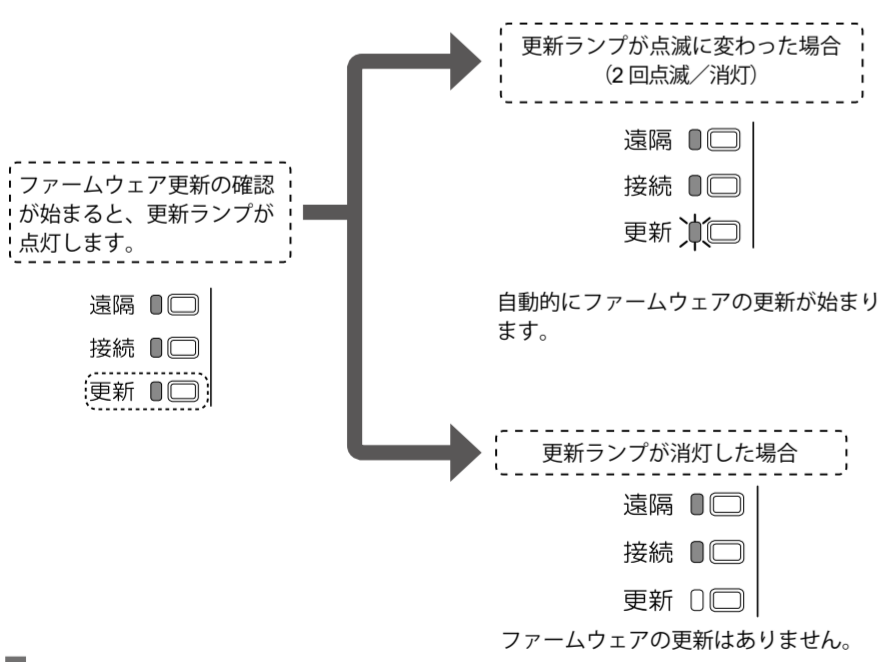 ファームウェア更新の確認
が始まると、更新ランプが
点灯します。
遠隔
接続
更新
更新ランプが点滅に変わった場合
（2回点滅／消灯）
遠隔
接続
更新
自動的にファームウェアの更新が始まり
ます。
更新ランプが消灯した場合
遠隔
接続
更新
ファームウェアの更新はありません。